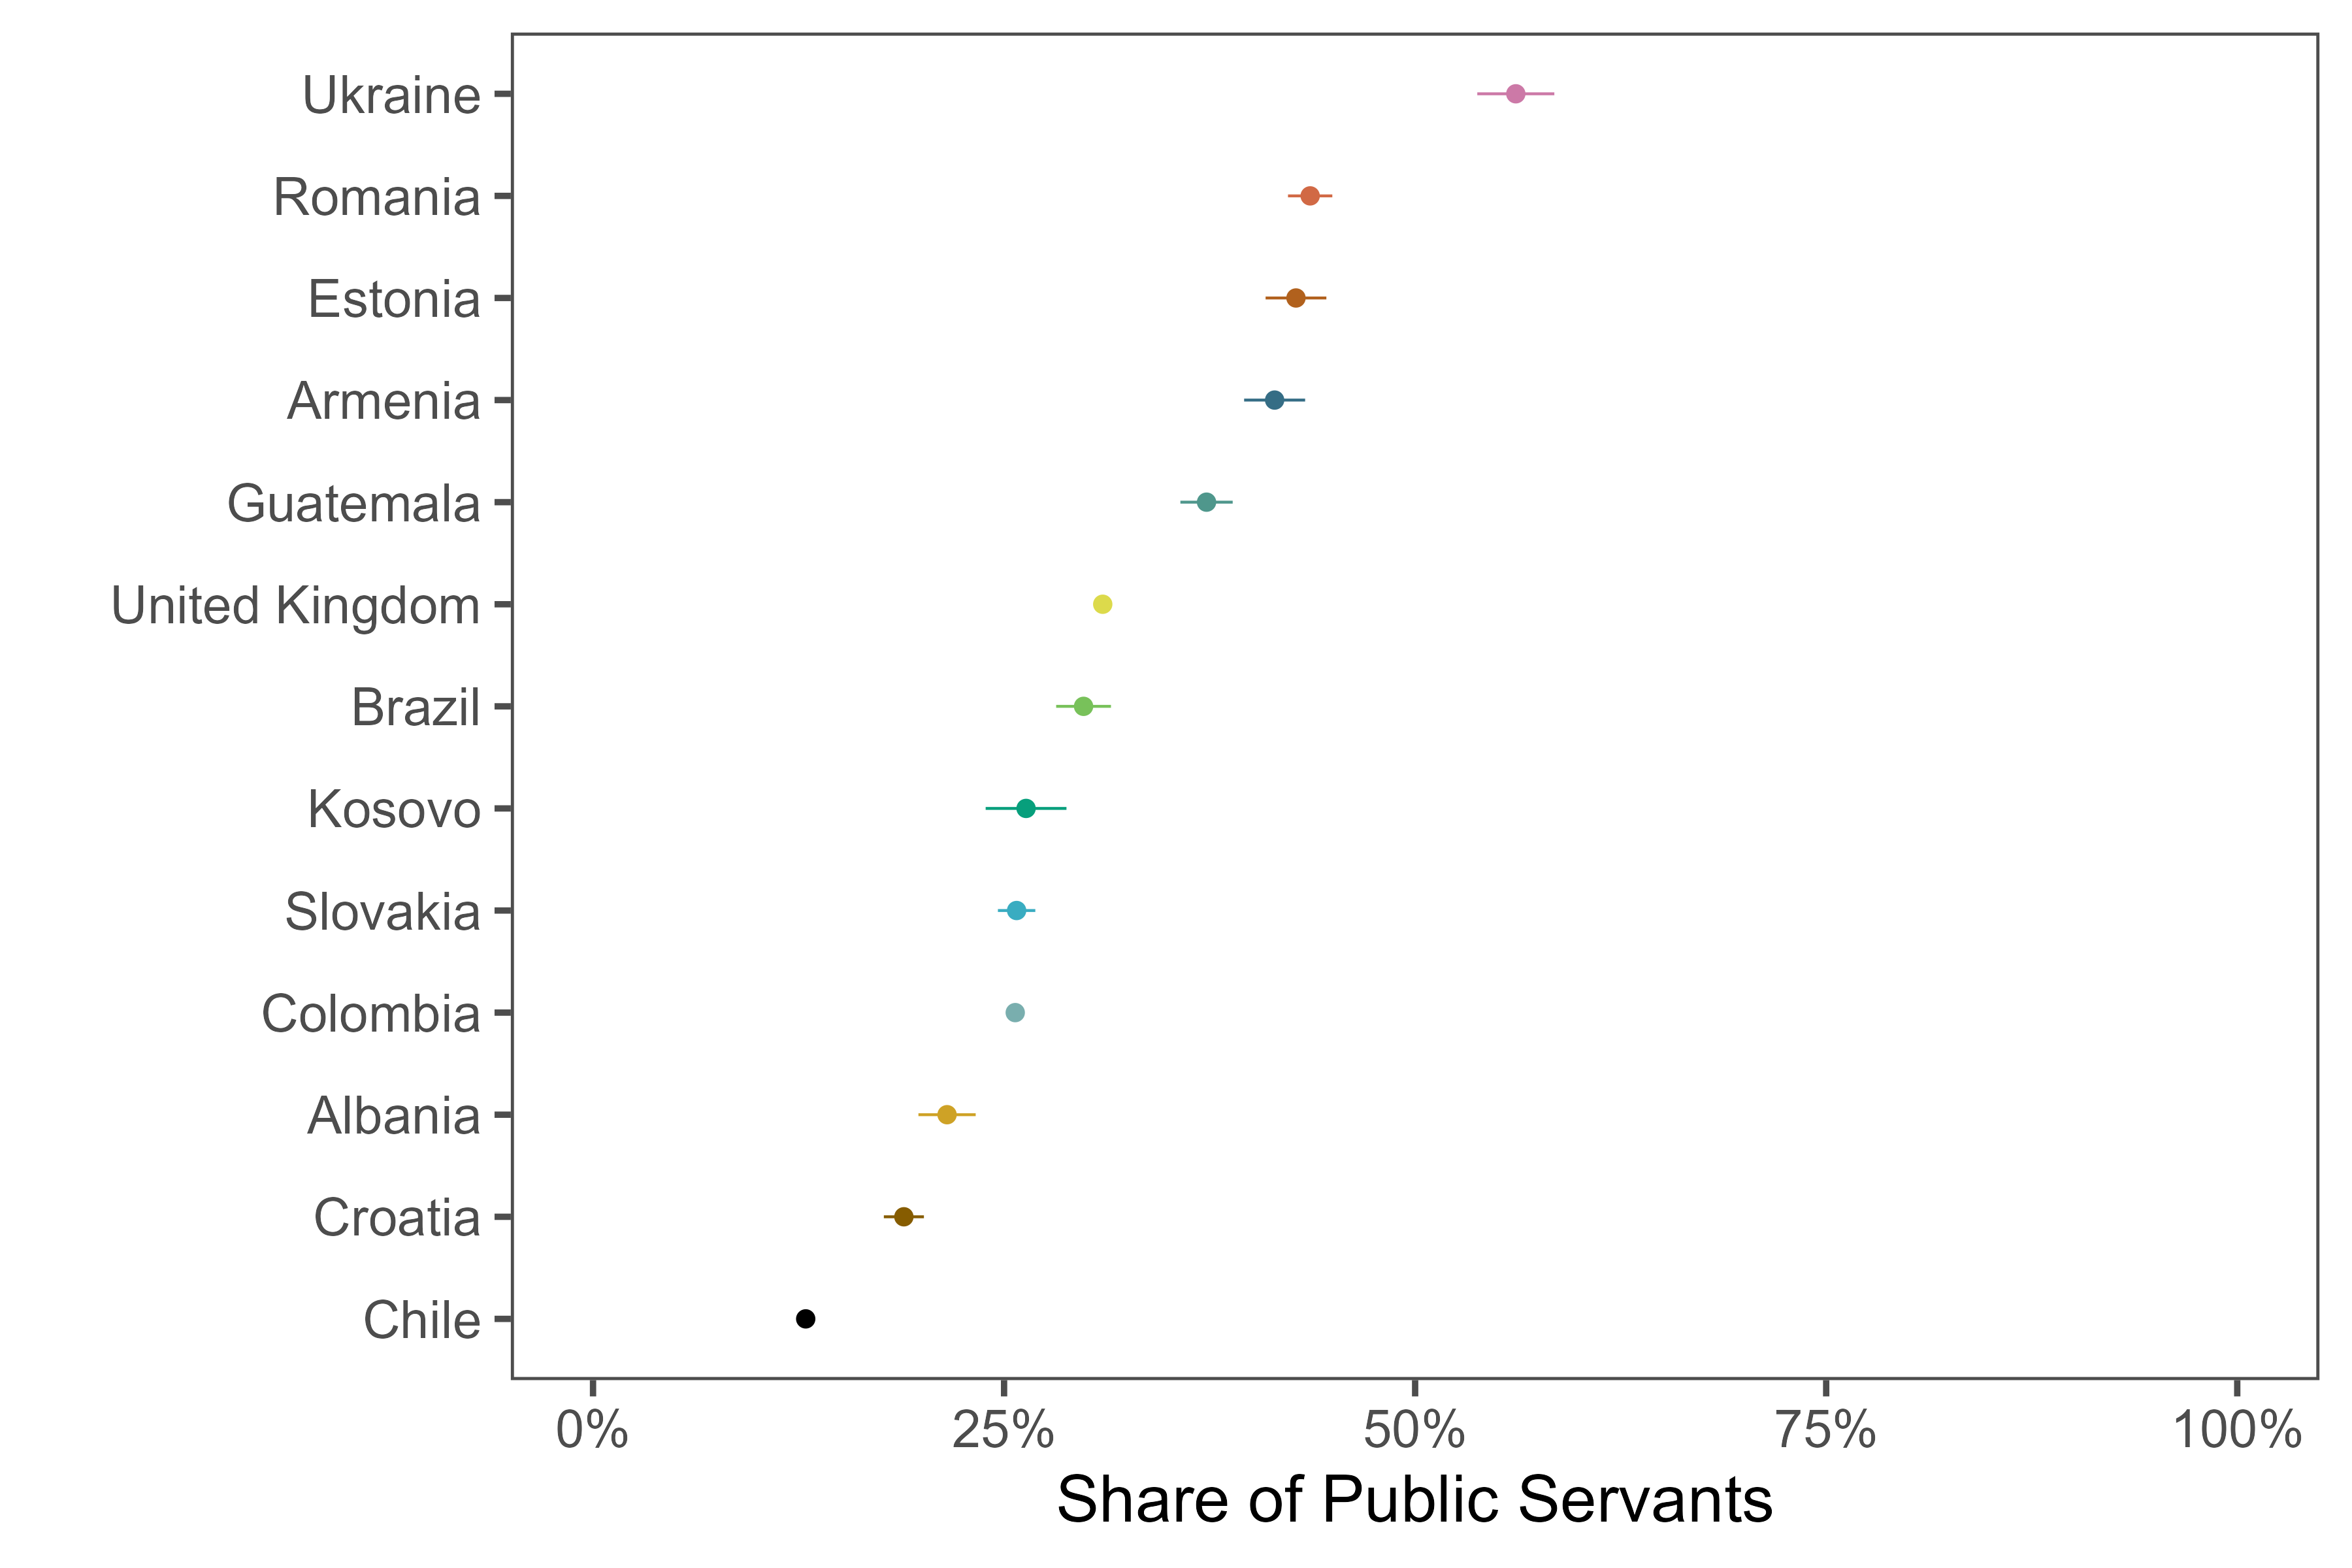 Ukraine
Romania
Estonia
Armenia
Guatemala
United Kingdom
Brazil
Kosovo
Slovakia
Colombia
Albania
Croatia
Chile
0% 25% 50% 75% 100%
Share of Public Servants